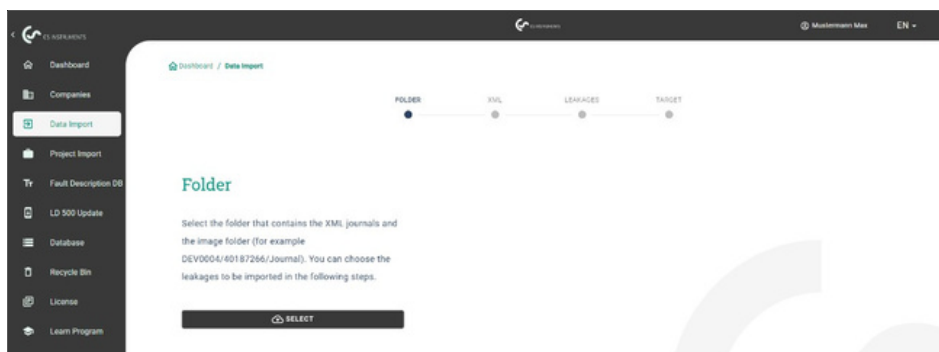 CS INSTRUMENTS
Mustermann Max
EN
Dashboard
Companies
Data Import
Project Import
Tr Fault Description DB
LD 500 Update
Database
Recycle Bin
License
Learn Program
Dashboard / Data Import
FOLDER XML LEAKAGES TARGET
Folder
Select the folder that contains the XML journals and
the image folder (for example
DEV0004/40187266/Journal). You can choose the
leakages to be imported in the following steps.
SELECT